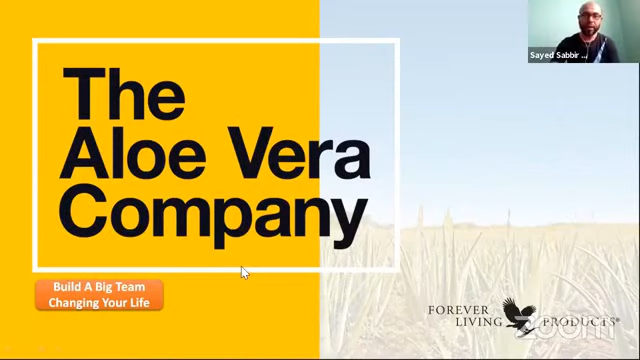 The
Aloe Vera
Company
Build A Big Team
Changing Your Life
Sayed Sabbir ...
FOREVER
LIVING PRODUCTS®
zoom